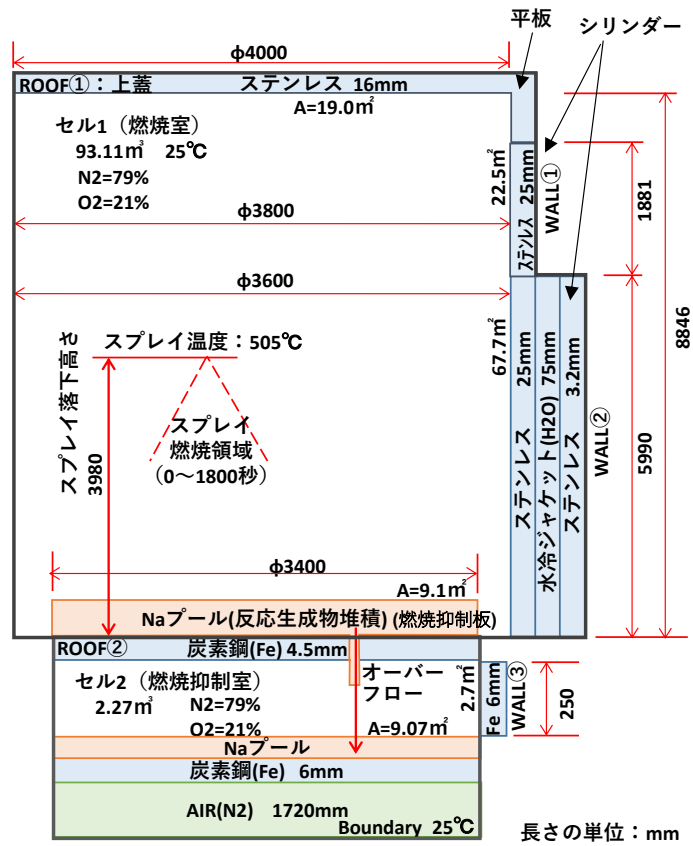 平板
シリンダー
φ4000
ROOF①：上蓋
ステンレス 16mm
A=19.0㎡
セル1（燃焼室）
93.11㎥ 25℃
N2=79%
O2=21%
22.5㎡
ステンレス 25mm
WALL①
1881
φ3800
φ3600
8846
スプレイ温度：505℃
スプレイ落下高さ
3980
スプレイ
燃焼領域
（0～1800秒）
67.7㎡
ステンレス 25mm
水冷ジャケット(H2O) 75mm
ステンレス 3.2mm
WALL②
5990
φ3400
A=9.1㎡
Naプール(反応生成物堆積) (燃焼抑制板)
ROOF②
炭素鋼(Fe) 4.5mm
セル2（燃焼抑制室）
2.27㎥
N2=79%
O2=21%
オーバー
フロー
A=9.07㎡
2.7㎡
Fe 6mm
WALL③
250
Naプール
炭素鋼(Fe) 6mm
AIR(N2) 1720mm
Boundary 25℃
長さの単位：mm